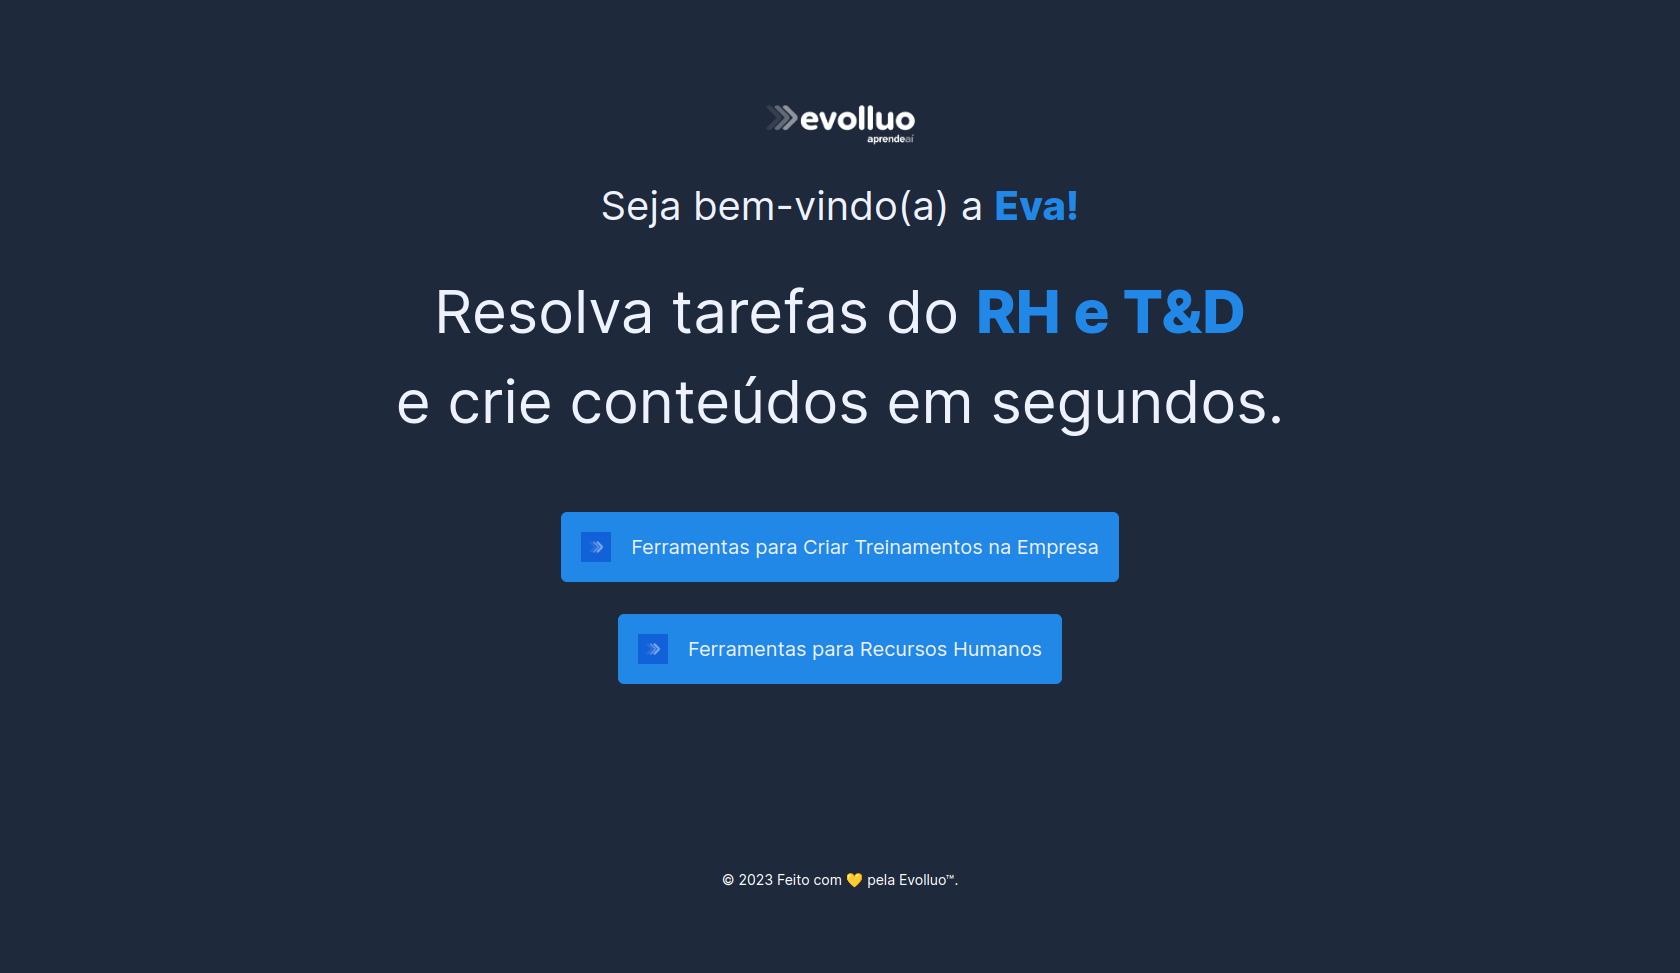 evolluo
aprendeaí
Seja bem-vindo(a) a Eva!
Resolva tarefas do RH e T&D
e crie conteúdos em segundos.
Ferramentas para Criar Treinamentos na Empresa
Ferramentas para Recursos Humanos
© 2023 Feito com 💛 pela Evolluo™.